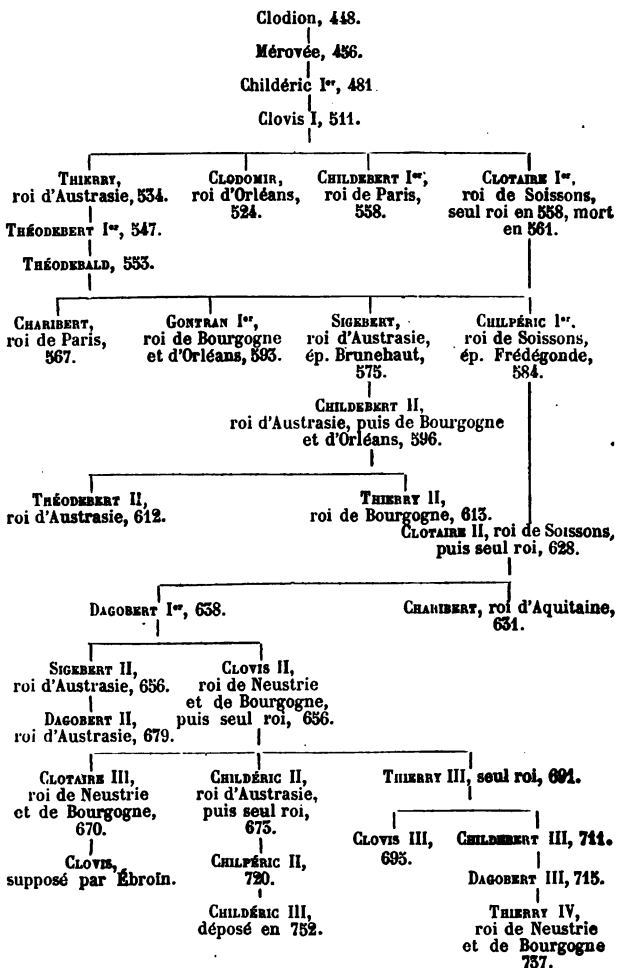 Clodion, 448.
Mérovée, 456.
Childéric Iᵉʳ, 481
Clovis I, 511.
THIERRY,
roi d'Austrasie, 534.
THÉODEBERT Iᵉʳ, 547.
THÉODEBALD, 553.
CLODOMIR,
roi d'Orléans,
524.
CHILDEBERT Iᵉʳ,
roi de Paris,
558.
CLOTAIRE Iᵉʳ,
roi de Soissons,
seul roi en 558, mort
en 561.
CHARIBERT,
roi de Paris,
567.
GONTRAN Iᵉʳ,
roi de Bourgogne
et d'Orléans, 593.
SIGEBERT,
roi d'Austrasie,
ép. Brunehaut,
575.
CHILPÉRIC Iᵉʳ.
roi de Soissons,
ép. Frédégonde,
584.
CHILDEBERT II,
roi d'Austrasie, puis de Bourgogne
et d'Orléans, 596.
THÉODEBERT II,
roi d'Austrasie, 612.
THIERRY II,
roi de Bourgogne, 613.
CLOTAIRE II, roi de Soissons,
puis seul roi, 628.
DAGOBERT Iᵉʳ, 638.
CHARIBERT, roi d'Aquitaine,
631.
SIGEBERT II,
roi d'Austrasie, 656.
DAGOBERT II,
roi d'Austrasie, 679.
CLOVIS II,
roi de Neustrie
et de Bourgogne,
puis seul roi, 656.
CLOTAIRE III,
roi de Neustrie
et de Bourgogne,
670.
CLOVIS,
supposé par Ébroïn.
CHILDÉRIC II,
roi d'Austrasie,
puis seul roi,
673.
CHILPÉRIC II,
720.
CHILDÉRIC III,
déposé en 752.
THIERRY III, seul roi, 691.
CLOVIS III,
695.
CHILDEBERT III, 711.
DAGOBERT III, 715.
THIERRY IV,
roi de Neustrie
et de Bourgogne
737.